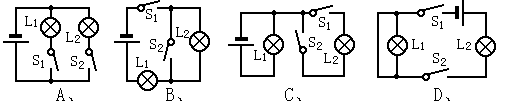 L₁ L₂ S₁ S₂
A、
S₁ S₂ L₂ L₁
B、
S₁ L₁ S₂ L₂
C、
S₁ L₁ L₂ S₂
D、